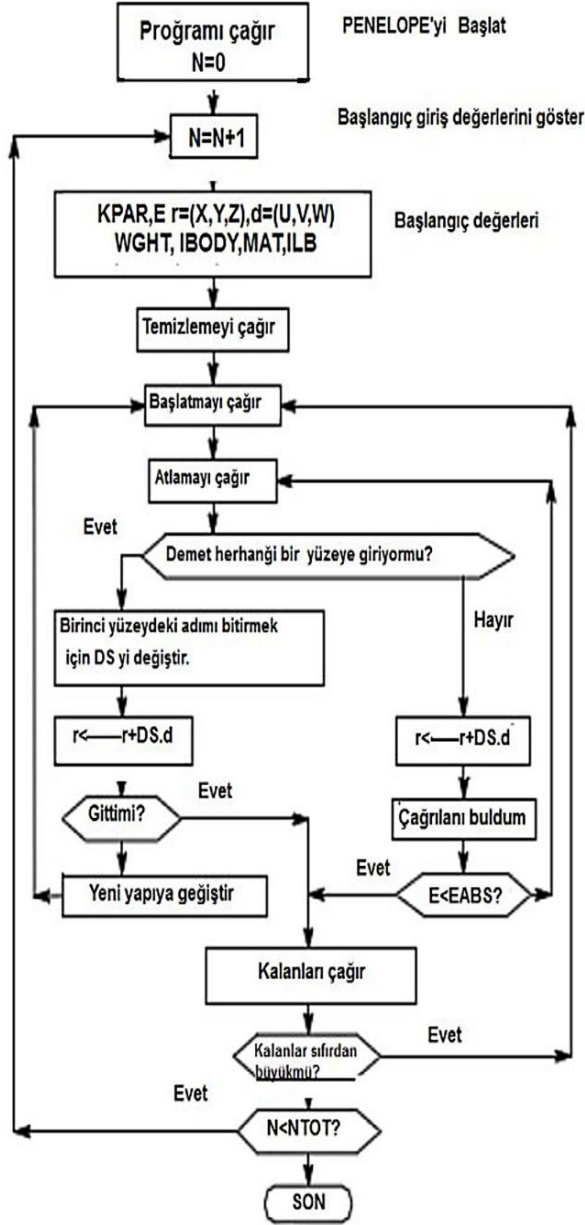 Proğramı çağır
N=0
PENELOPE'yi Başlat
N=N+1
Başlangıç giriş değerlerini göster
KPAR,E r=(X,Y,Z),d=(U,V,W)
WGHT, IBODY,MAT,ILB
Başlangıç değerleri
Temizlemeyi çağır
Başlatmayı çağır
Atlamayı çağır
Evet
Demet herhanği bir yüzeye giriyormu?
Birinci yüzeydeki adımı bitirmek
için DS yi değiştir.
Hayır
r<——r+DS.d
r<——r+DS.d
Gittimi?
Evet
Çağrılanı buldum
Yeni yapıya geğiştir
Evet
E<EABS?
Kalanları çağır
Kalanlar sıfırdan
büyükmü?
Evet
Evet
N<NTOT?
SON